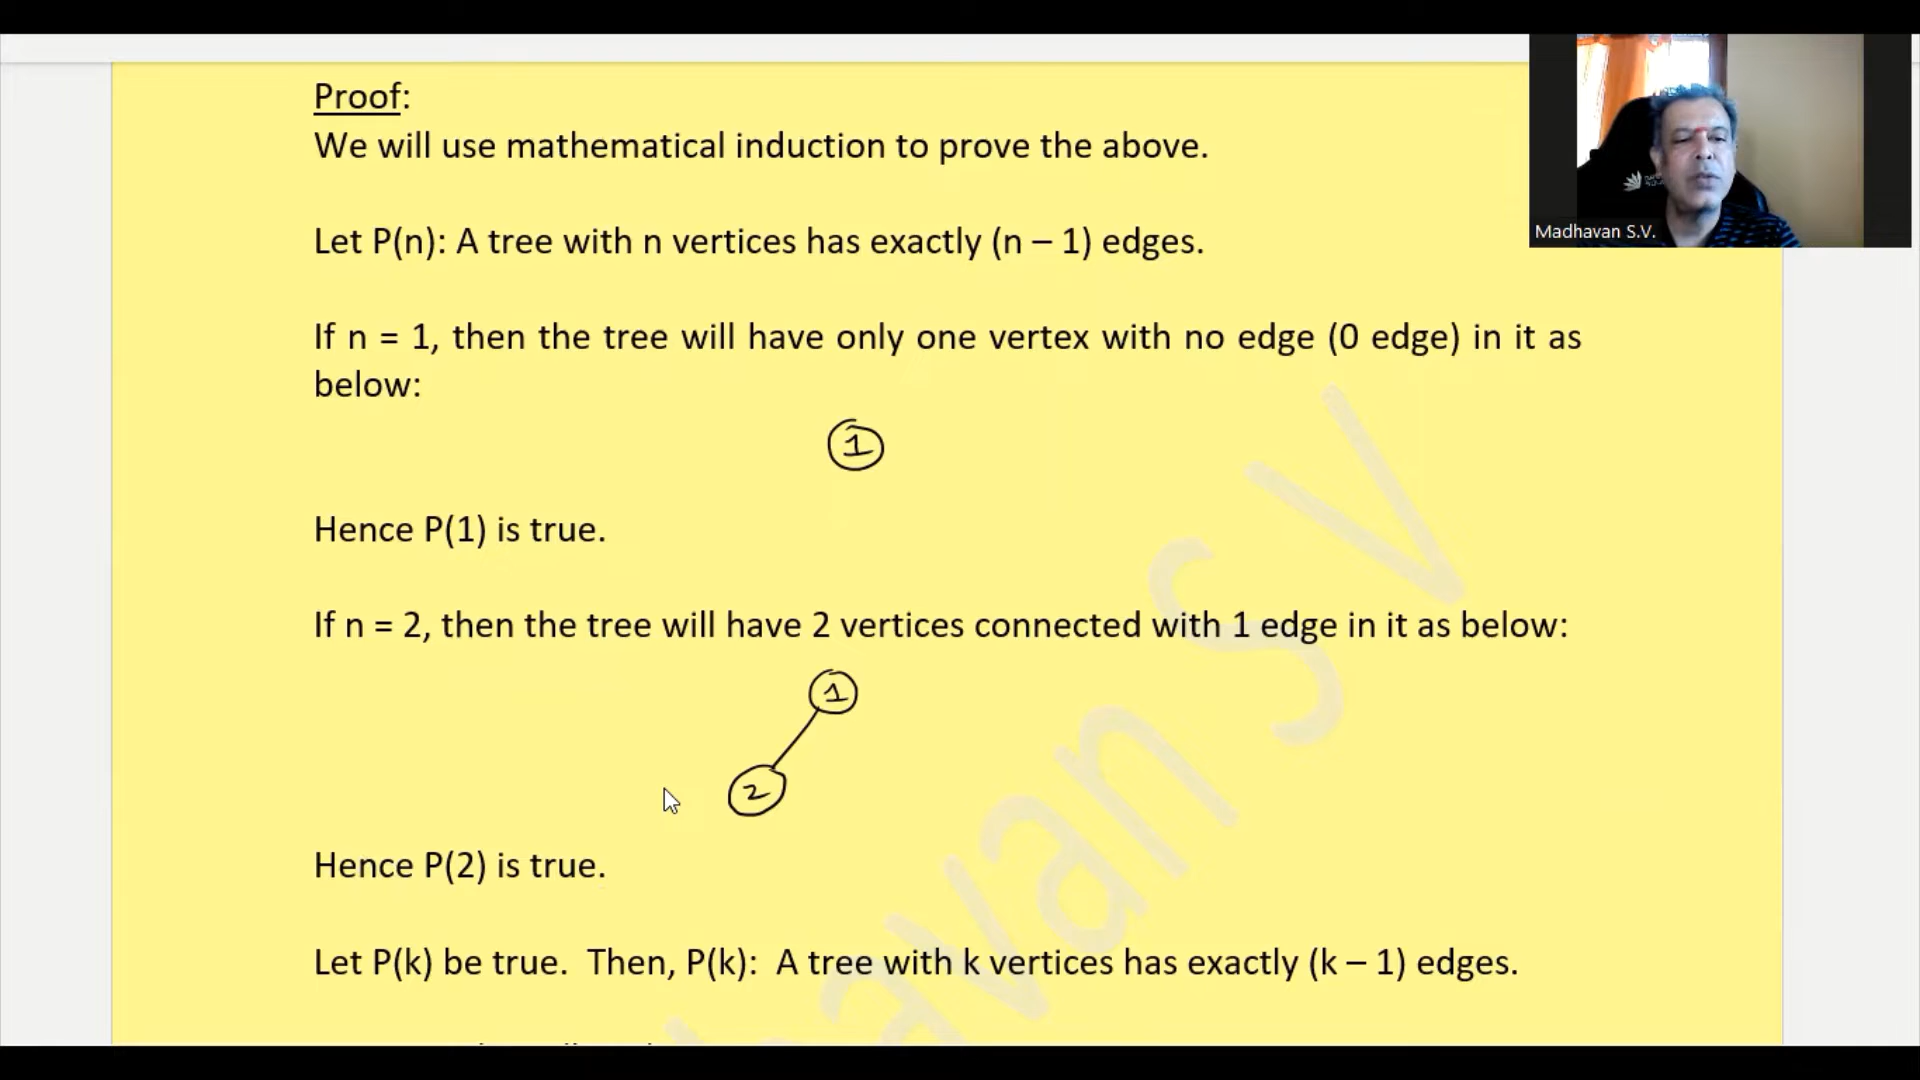 Proof:
We will use mathematical induction to prove the above.
Let P(n): A tree with n vertices has exactly (n – 1) edges.
If n = 1, then the tree will have only one vertex with no edge (0 edge) in it as
below:
1
Hence P(1) is true.
If n = 2, then the tree will have 2 vertices connected with 1 edge in it as below:
1
2
Hence P(2) is true.
Let P(k) be true. Then, P(k): A tree with k vertices has exactly (k – 1) edges.
Madhavan S.V.